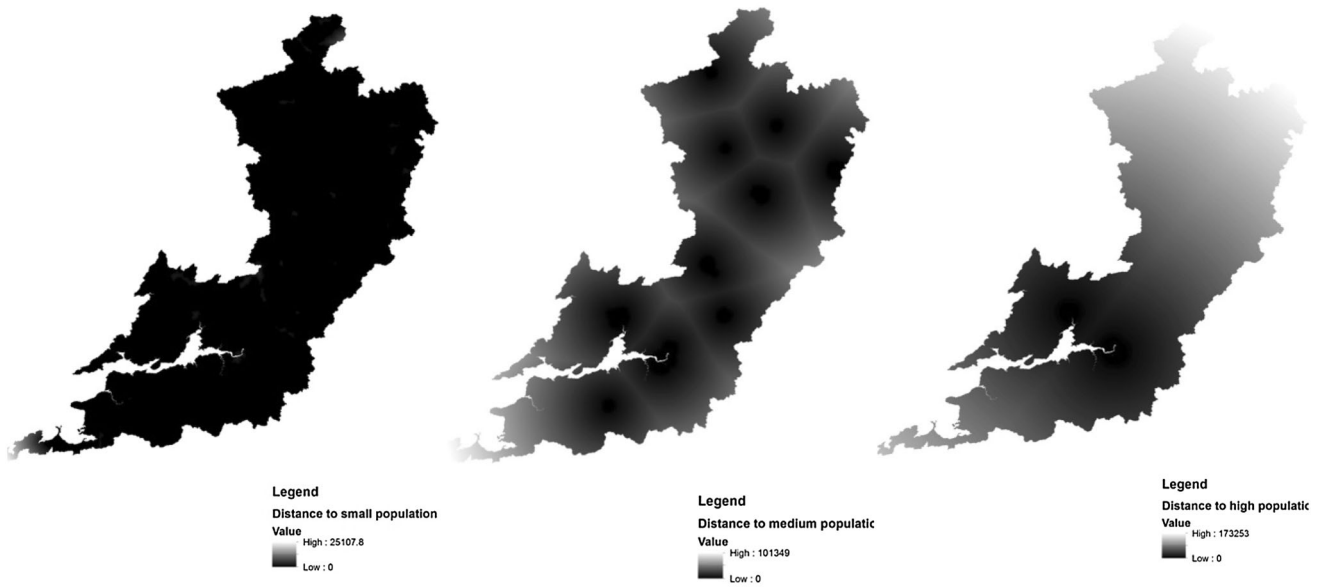 Legend
Distance to small population
Value
High : 25107.8
Low : 0
Legend
Distance to medium populatic
Value
High : 101349
Low : 0
Legend
Distance to high populatic
Value
High : 173253
Low : 0